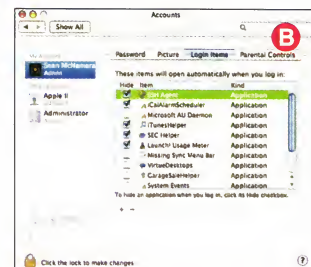 Accounts
Show All
B
My Account
Sean McNamara
Admin
Apple II
Administrator
Password Picture Login Items Parental Controls
These items will open automatically when you log in:
Hide Item Kind
Agent Application
iCalAlarmScheduler Application
Microsoft AU Daemon Application
iTunesHelper Application
SEC Helper Application
Launch! Usage Meter Application
Missing Sync Menu Bar Application
VirtueDesktops Application
GarageSaleHelper Application
System Events Application
To hide an application when you log in, click its Hide checkbox.
+ -
Click the lock to make changes.
?